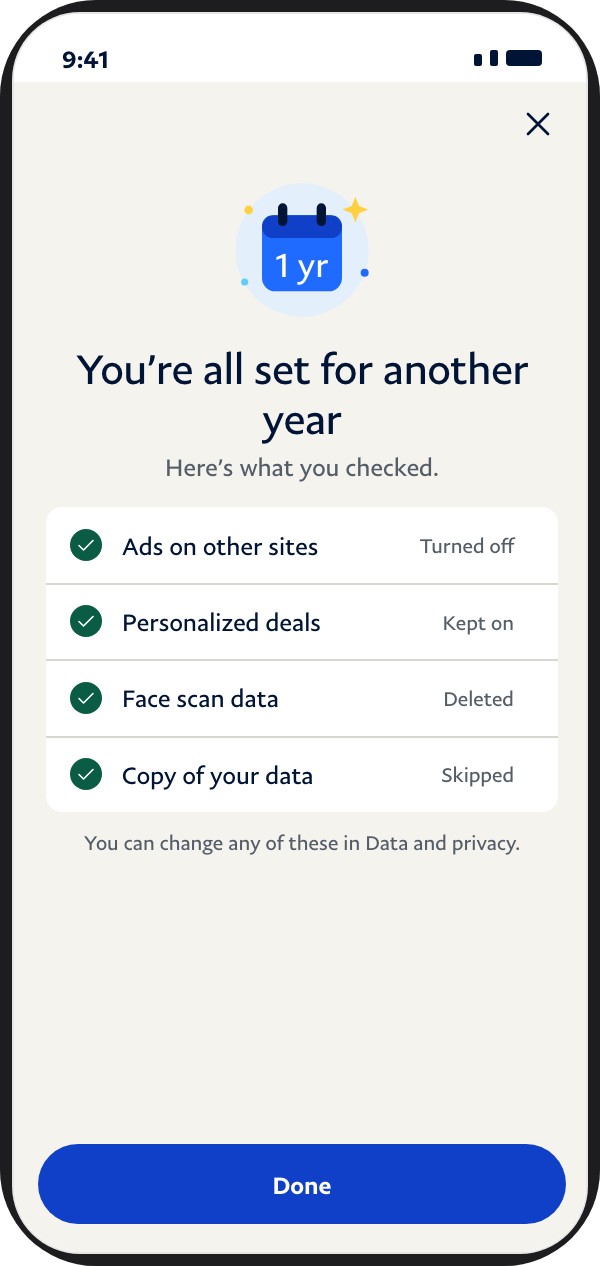 9:41
1 yr
You’re all set for another
year
Here’s what you checked.
Ads on other sites Turned off
Personalized deals Kept on
Face scan data Deleted
Copy of your data Skipped
You can change any of these in Data and privacy.
Done